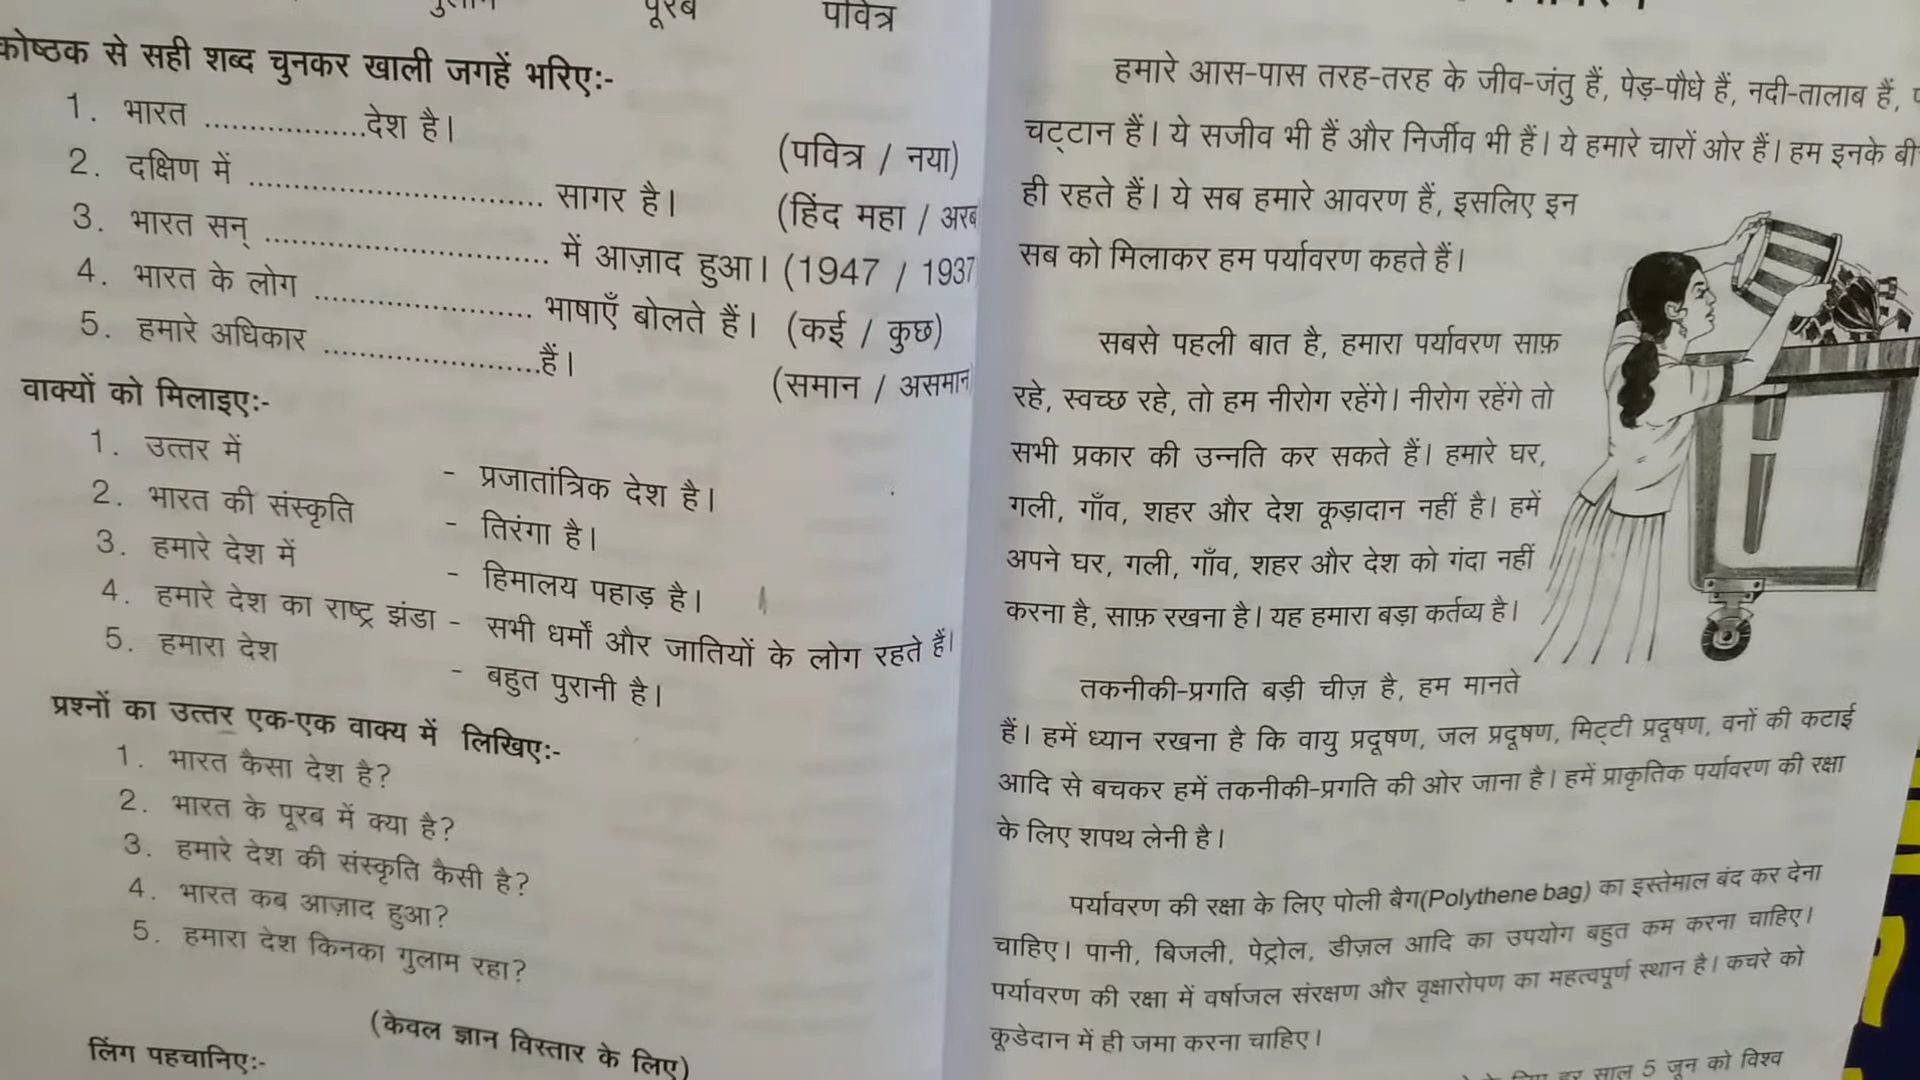 पूरब
पवित्र
कोष्ठक से सही शब्द चुनकर खाली जगहें भरिए:-
1. भारत .................देश है। (पवित्र / नया)
2. दक्षिण में ............................... सागर है। (हिंद महा / अरब
3. भारत सन् .............................. में आज़ाद हुआ। (1947 / 1937
4. भारत के लोग ....................... भाषाएँ बोलते हैं। (कई / कुछ)
5. हमारे अधिकार .......................हैं। (समान / असमान
वाक्यों को मिलाइए:-
1. उत्तर में - प्रजातांत्रिक देश है।
2. भारत की संस्कृति - तिरंगा है।
3. हमारे देश में - हिमालय पहाड़ है।
4. हमारे देश का राष्ट्र झंडा - सभी धर्मों और जातियों के लोग रहते हैं।
5. हमारा देश - बहुत पुरानी है।
प्रश्नों का उत्तर एक-एक वाक्य में लिखिए:-
1. भारत कैसा देश है?
2. भारत के पूरब में क्या है?
3. हमारे देश की संस्कृति कैसी है?
4. भारत कब आज़ाद हुआ?
5. हमारा देश किनका गुलाम रहा?
(केवल ज्ञान विस्तार के लिए)
लिंग पहचानिए:-
हमारे आस-पास तरह-तरह के जीव-जंतु हैं, पेड़-पौधे हैं, नदी-तालाब हैं,
चट्टान हैं। ये सजीव भी हैं और निर्जीव भी हैं। ये हमारे चारों ओर हैं। हम इनके बी
ही रहते हैं। ये सब हमारे आवरण हैं, इसलिए इन
सब को मिलाकर हम पर्यावरण कहते हैं।
सबसे पहली बात है, हमारा पर्यावरण साफ़
रहे, स्वच्छ रहे, तो हम नीरोग रहेंगे। नीरोग रहेंगे तो
सभी प्रकार की उन्नति कर सकते हैं। हमारे घर,
गली, गाँव, शहर और देश कूड़ादान नहीं है। हमें
अपने घर, गली, गाँव, शहर और देश को गंदा नहीं
करना है, साफ़ रखना है। यह हमारा बड़ा कर्तव्य है।
तकनीकी-प्रगति बड़ी चीज़ है, हम मानते
हैं। हमें ध्यान रखना है कि वायु प्रदूषण, जल प्रदूषण, मिट्टी प्रदूषण, वनों की कटाई
आदि से बचकर हमें तकनीकी-प्रगति की ओर जाना है। हमें प्राकृतिक पर्यावरण की रक्षा
के लिए शपथ लेनी है।
पर्यावरण की रक्षा के लिए पोली बैग(Polythene bag) का इस्तेमाल बंद कर देना
चाहिए। पानी, बिजली, पेट्रोल, डीज़ल आदि का उपयोग बहुत कम करना चाहिए।
पर्यावरण की रक्षा में वर्षाजल संरक्षण और वृक्षारोपण का महत्वपूर्ण स्थान है। कचरे को
कूडेदान में ही जमा करना चाहिए।
हर साल 5 जून को विश्व